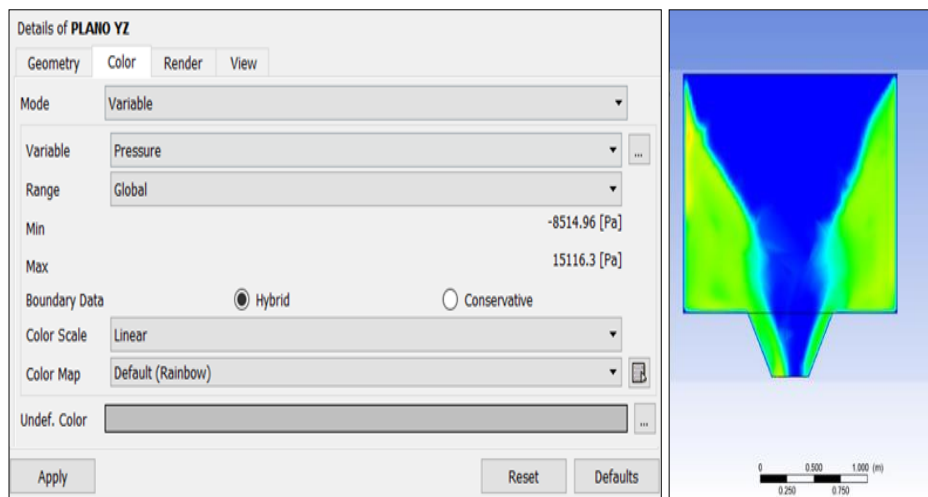 Details of PLANO YZ
Geometry Color Render View
Mode Variable
Variable Pressure ...
Range Global
Min -8514.96 [Pa]
Max 15116.3 [Pa]
Boundary Data Hybrid Conservative
Color Scale Linear
Color Map Default (Rainbow)
Undef. Color ...
Apply Reset Defaults
0 0.500 1.000 (m)
0.250 0.750